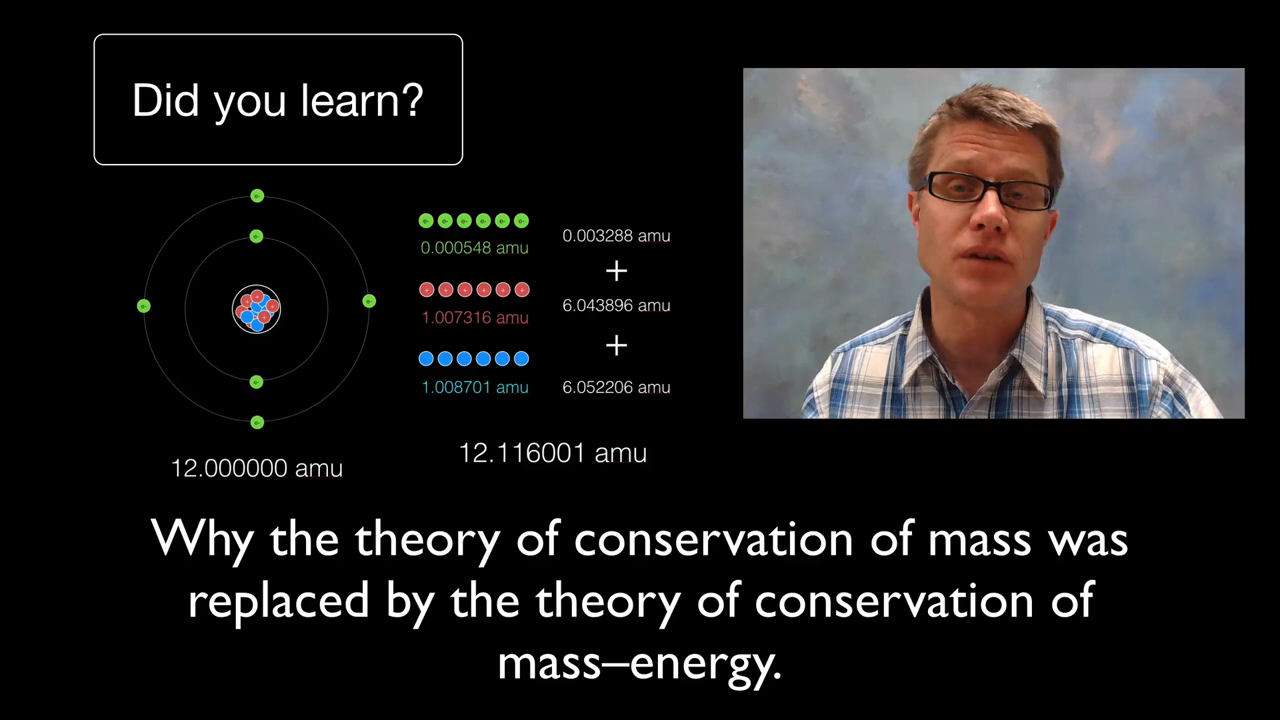 Did you learn?
0.000548 amu
0.003288 amu
+
1.007316 amu
6.043896 amu
+
1.008701 amu
6.052206 amu
12.000000 amu
12.116001 amu
Why the theory of conservation of mass was
replaced by the theory of conservation of
mass–energy.